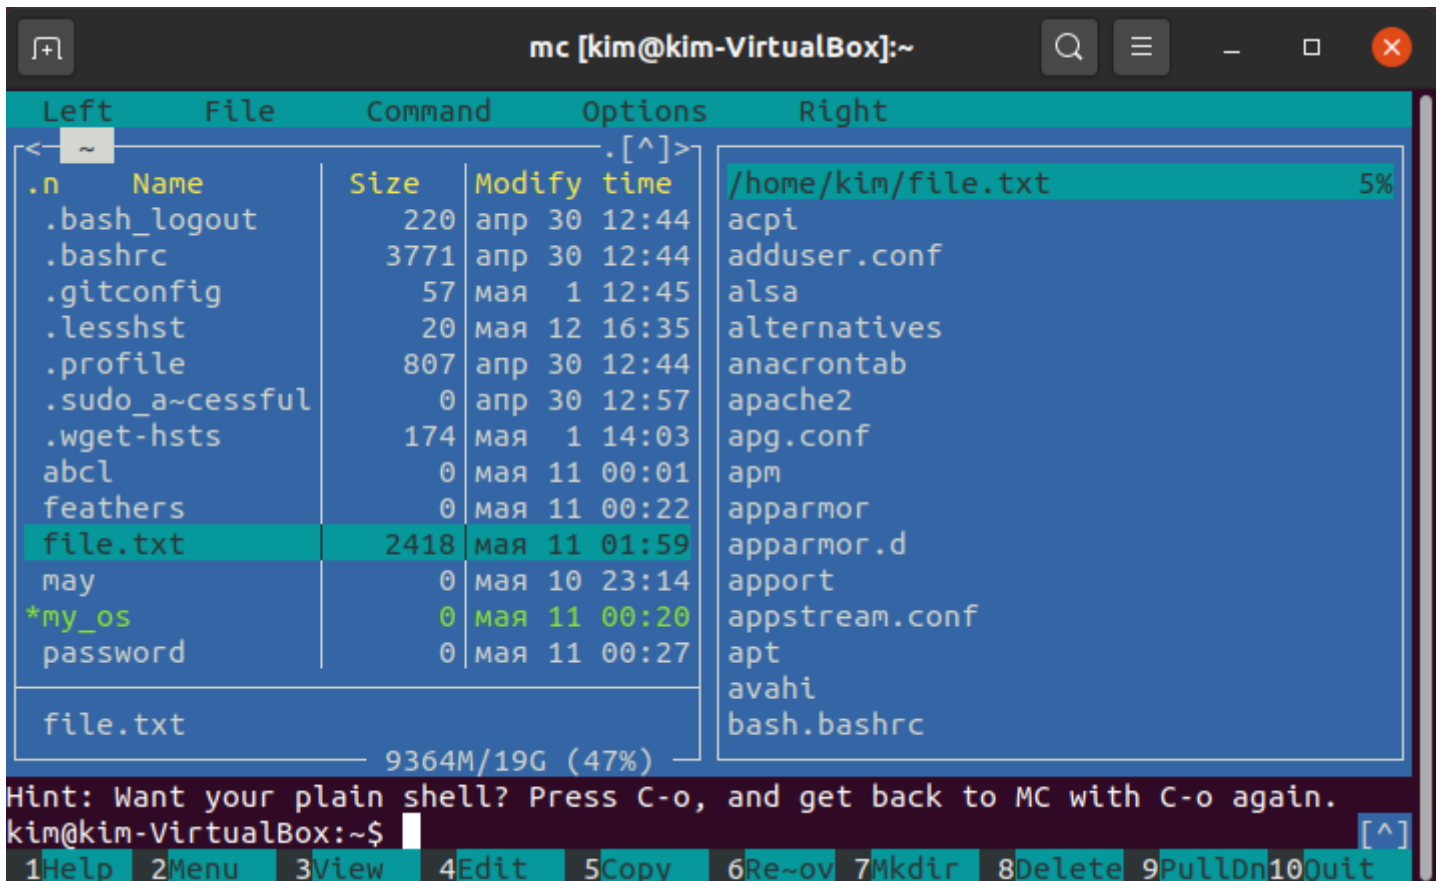 mc [kim@kim-VirtualBox]:~
Left File Command Options Right
<- ~ .[^]>
.n Name Size Modify time
.bash_logout 220 апр 30 12:44
.bashrc 3771 апр 30 12:44
.gitconfig 57 мая 1 12:45
.lesshst 20 мая 12 16:35
.profile 807 апр 30 12:44
.sudo_a~cessful 0 апр 30 12:57
.wget-hsts 174 мая 1 14:03
abcl 0 мая 11 00:01
feathers 0 мая 11 00:22
file.txt 2418 мая 11 01:59
may 0 мая 10 23:14
*my_os 0 мая 11 00:20
password 0 мая 11 00:27
file.txt
9364M/19G (47%)
/home/kim/file.txt 5%
acpi
adduser.conf
alsa
alternatives
anacrontab
apache2
apg.conf
apm
apparmor
apparmor.d
apport
appstream.conf
apt
avahi
bash.bashrc
Hint: Want your plain shell? Press C-o, and get back to MC with C-o again.
kim@kim-VirtualBox:~$ [^]
1Help 2Menu 3View 4Edit 5Copy 6Re~ov 7Mkdir 8Delete 9PullDn 10Quit